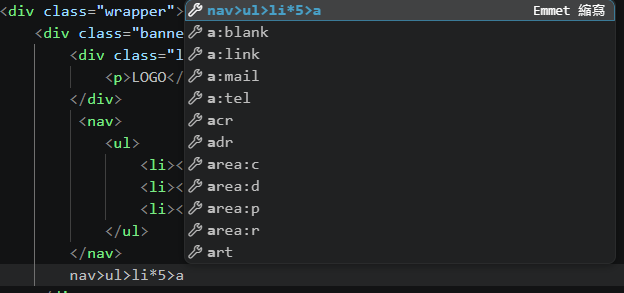 <div class="wrapper">
nav>ul>li*5>a Emmet 縮寫
<div class="banne
a:blank
<div class="l
a:link
<p>LOGO</
a:mail
</div>
a:tel
<nav>
acr
<ul>
adr
<li><
area:c
<li><
area:d
<li><
area:p
</ul>
area:r
</nav>
art
nav>ul>li*5>a